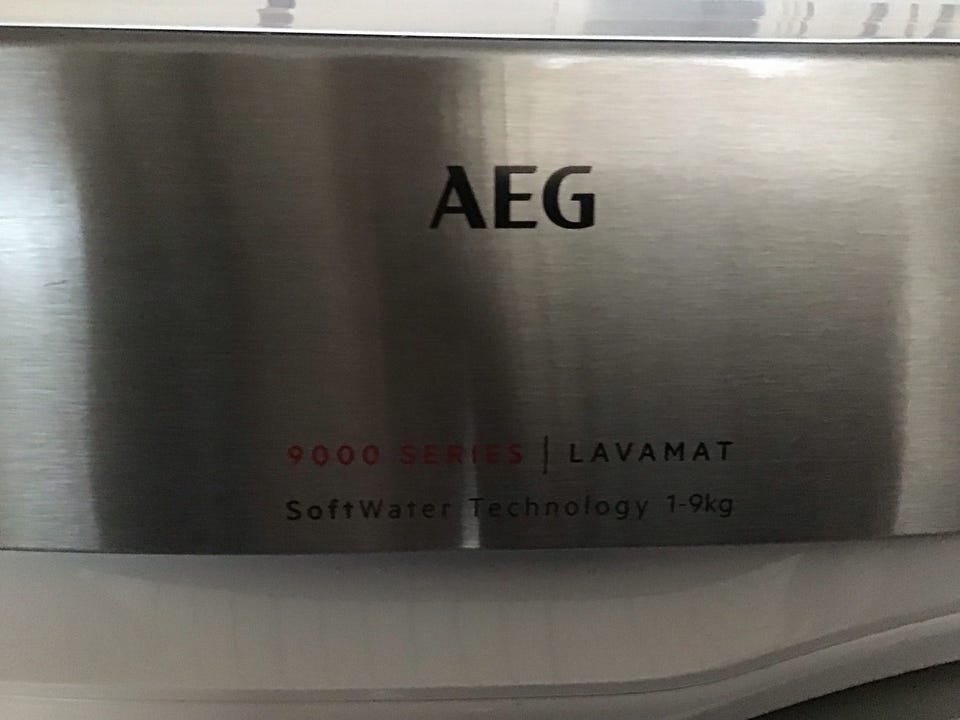 AEG
9000 SERIES | LAVAMAT
SoftWater Technology 1-9kg